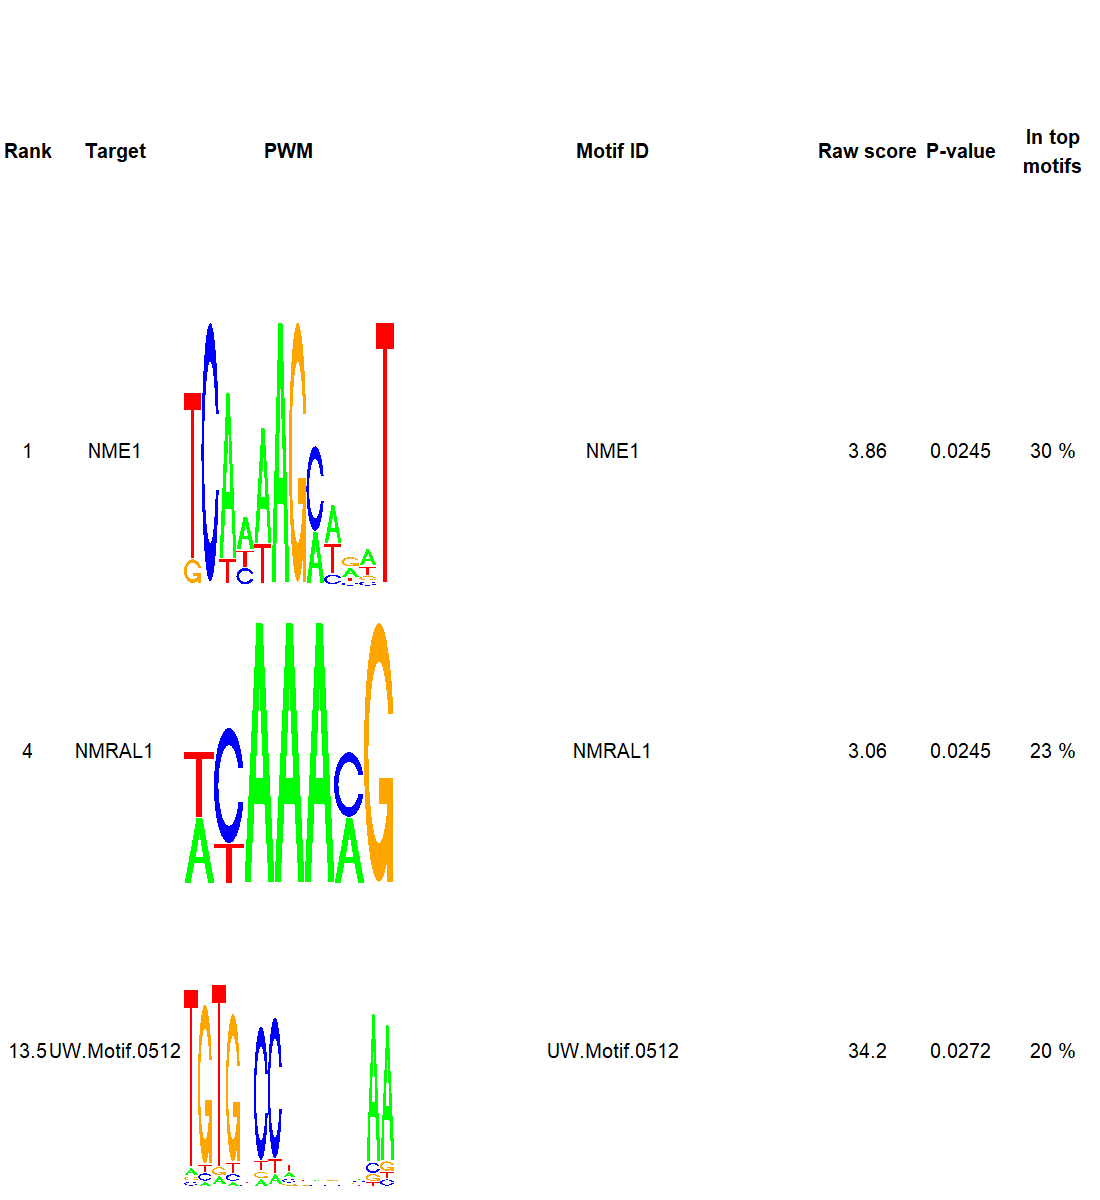 Rank Target PWM Motif ID Raw score P-value In top motifs
1 NME1 NME1 3.86 0.0245 30 %
4 NMRAL1 NMRAL1 3.06 0.0245 23 %
13.5 UW.Motif.0512 UW.Motif.0512 34.2 0.0272 20 %